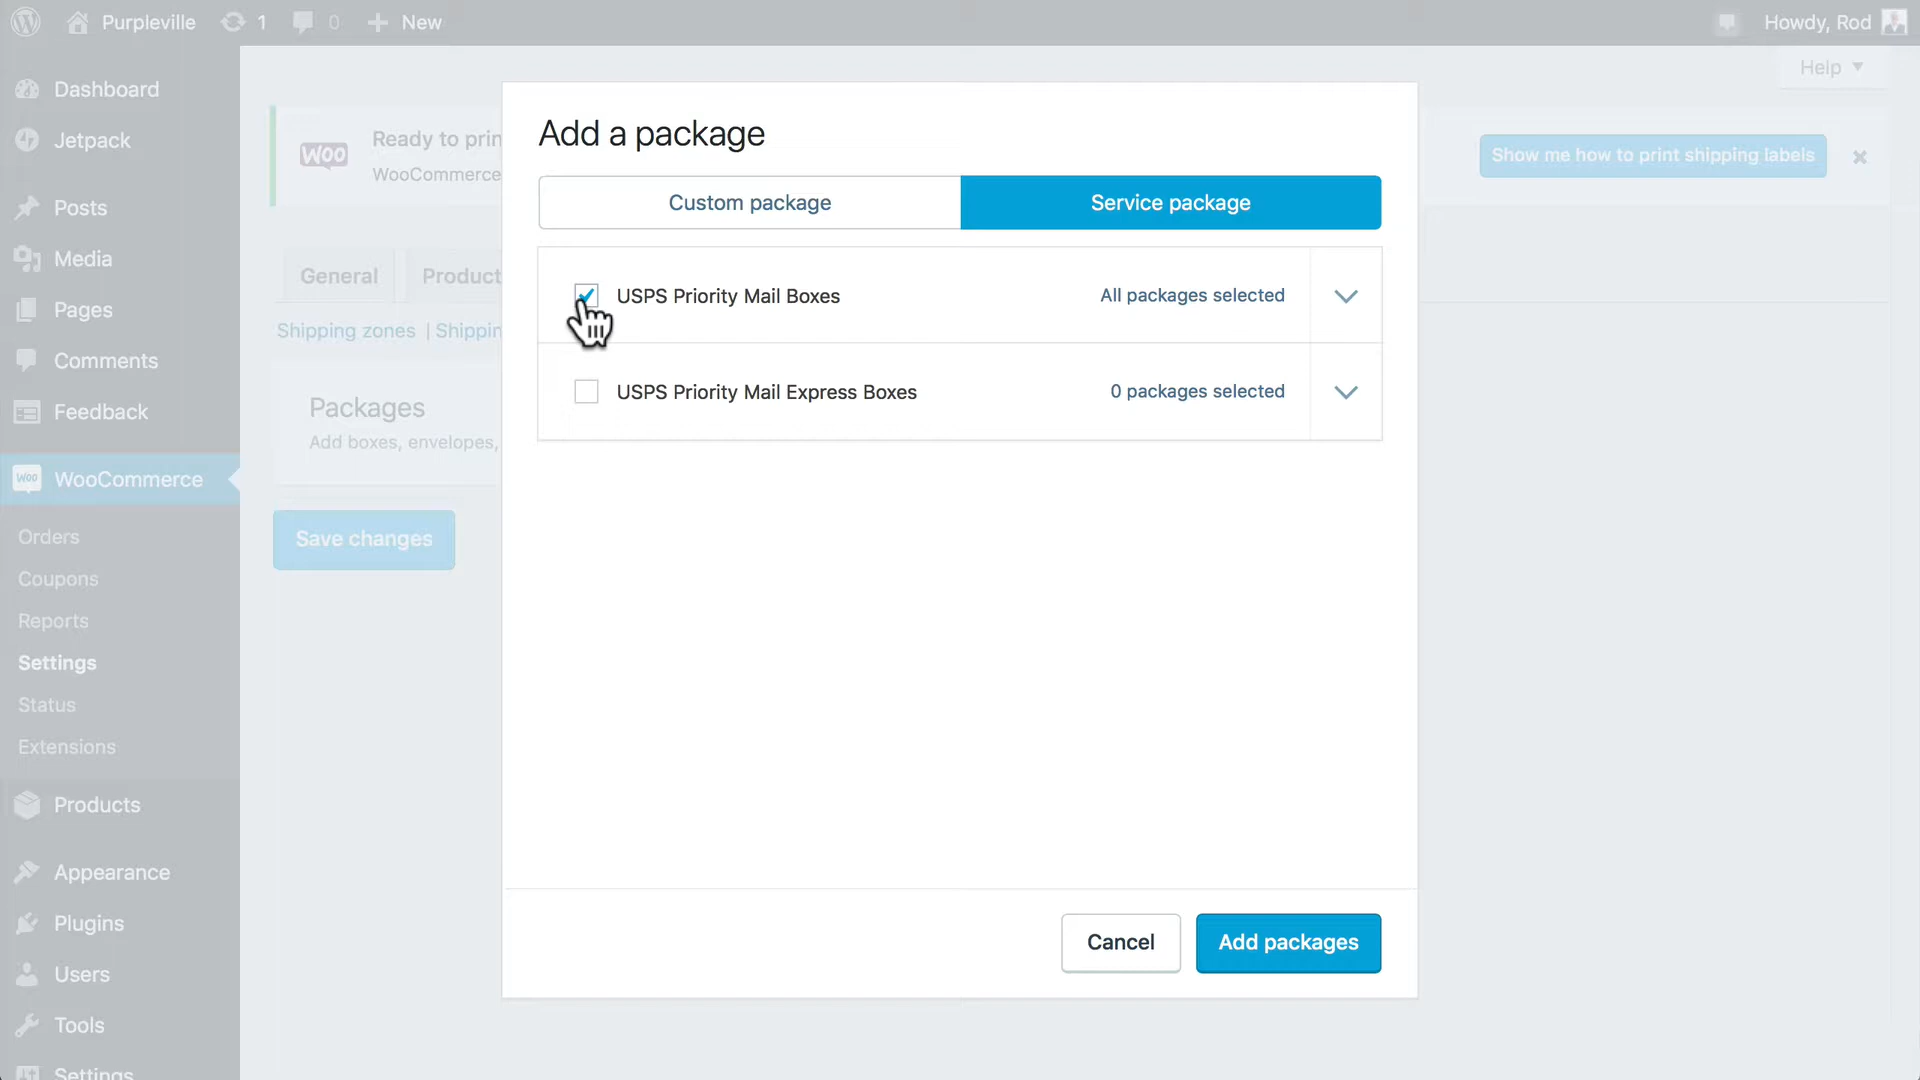 Purpleville
1
0
New
Howdy, Rod
Help
Dashboard
Jetpack
Posts
Media
Pages
Comments
Feedback
WOO
WooCommerce
Orders
Coupons
Reports
Settings
Status
Extensions
Products
Appearance
Plugins
Users
Tools
Settings
WOO
Ready to prin
WooCommerce
Show me how to print shipping labels
General
Product
Shipping zones | Shippin
Packages
Add boxes, envelopes,
Save changes
Add a package
Custom package
Service package
USPS Priority Mail Boxes
All packages selected
USPS Priority Mail Express Boxes
0 packages selected
Cancel
Add packages